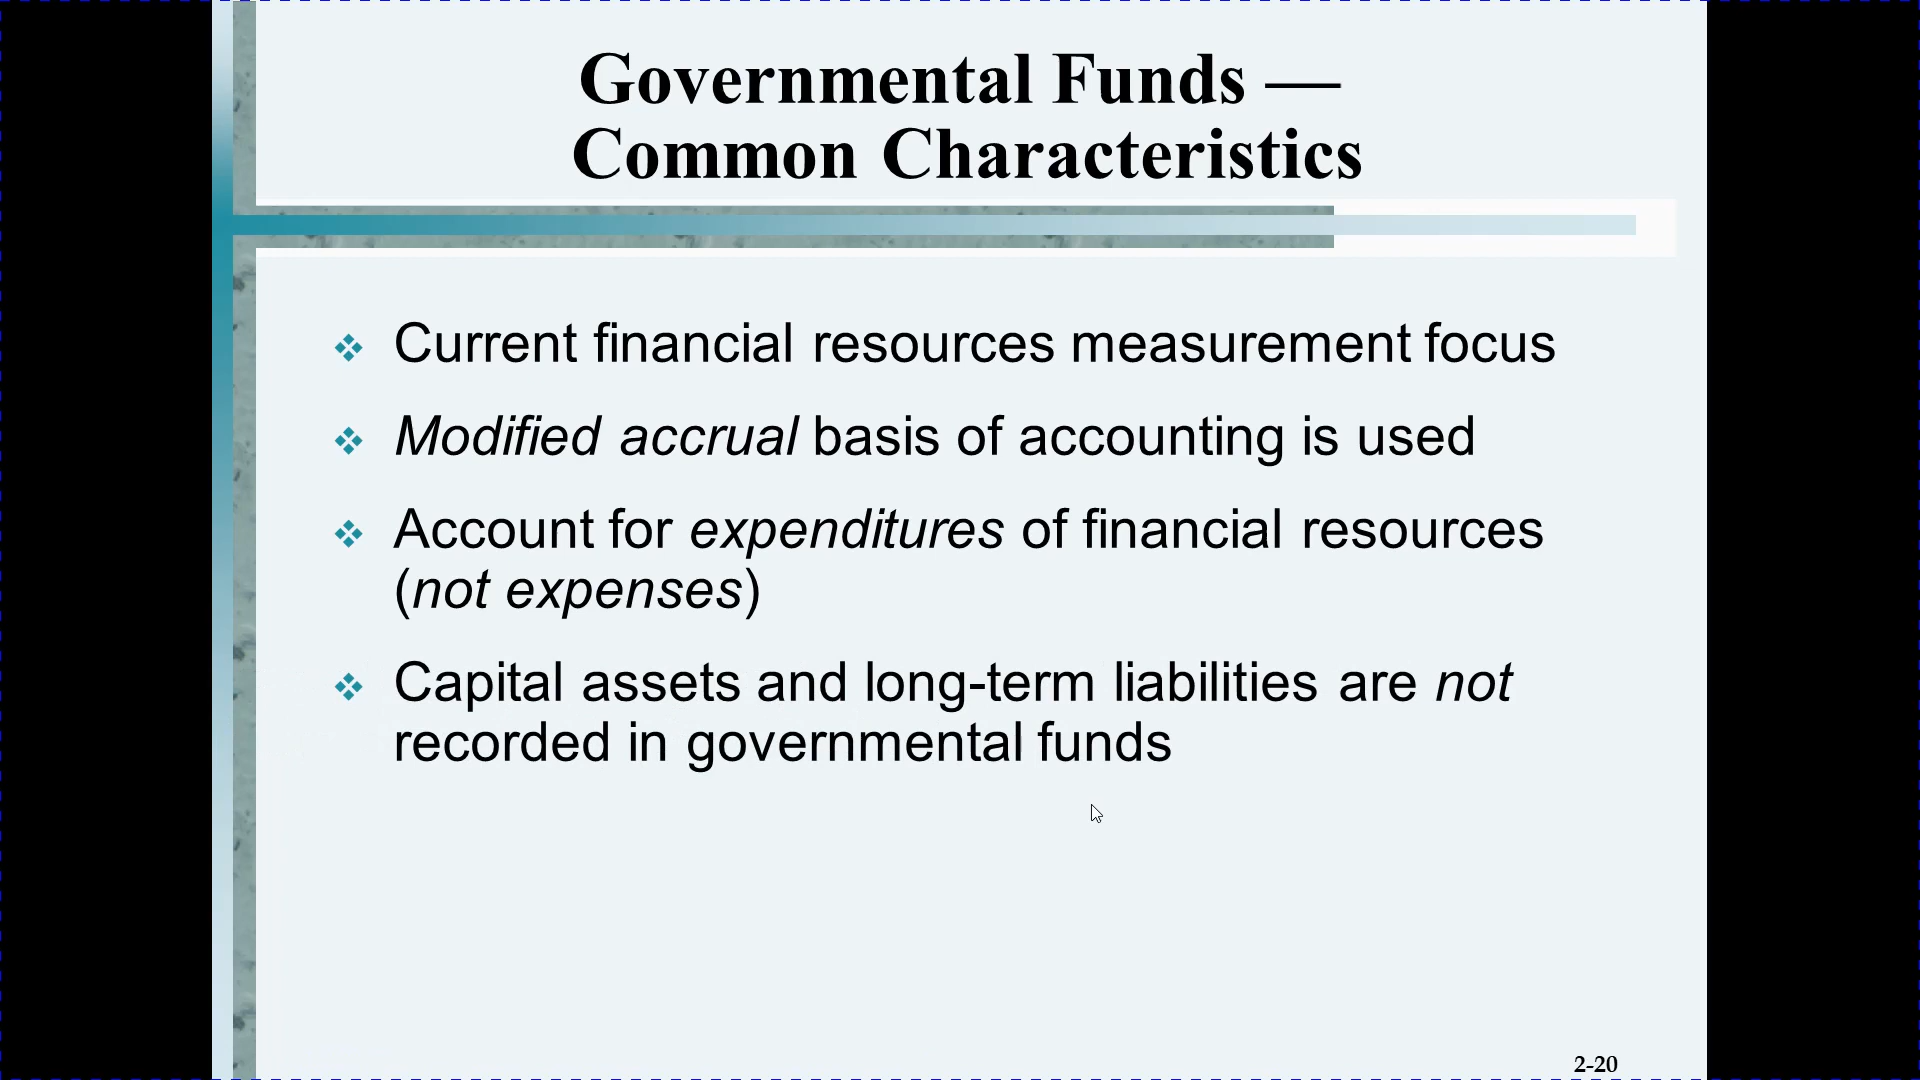 Governmental Funds —
Common Characteristics
Current financial resources measurement focus
Modified accrual basis of accounting is used
Account for expenditures of financial resources
(not expenses)
Capital assets and long-term liabilities are not
recorded in governmental funds
2-20